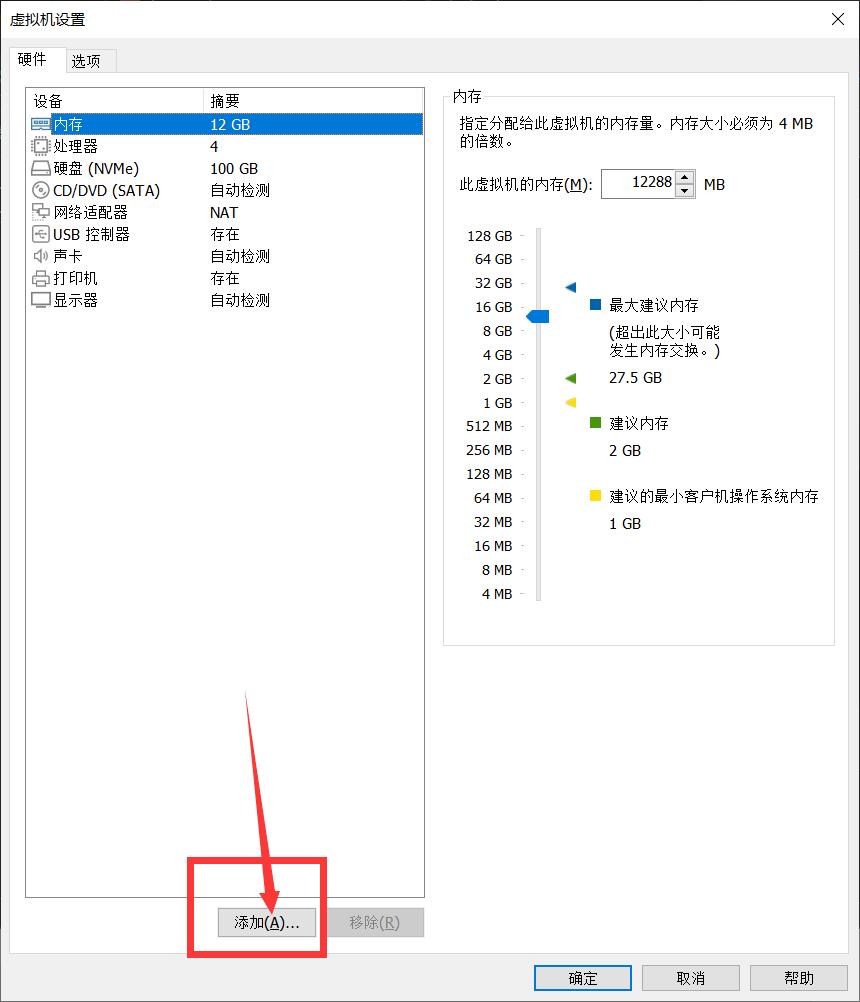 虚拟机设置
硬件 选项
设备 摘要
内存 12 GB
处理器 4
硬盘 (NVMe) 100 GB
CD/DVD (SATA) 自动检测
网络适配器 NAT
USB 控制器 存在
声卡 自动检测
打印机 存在
显示器 自动检测
添加(A)... 移除(R)
内存
指定分配给此虚拟机的内存量。内存大小必须为 4 MB
的倍数。
此虚拟机的内存(M): 12288 MB
128 GB
64 GB
32 GB
16 GB
8 GB
4 GB
2 GB
1 GB
512 MB
256 MB
128 MB
64 MB
32 MB
16 MB
8 MB
4 MB
最大建议内存
(超出此大小可能
发生内存交换。)
27.5 GB
建议内存
2 GB
建议的最小客户机操作系统内存
1 GB
确定 取消 帮助